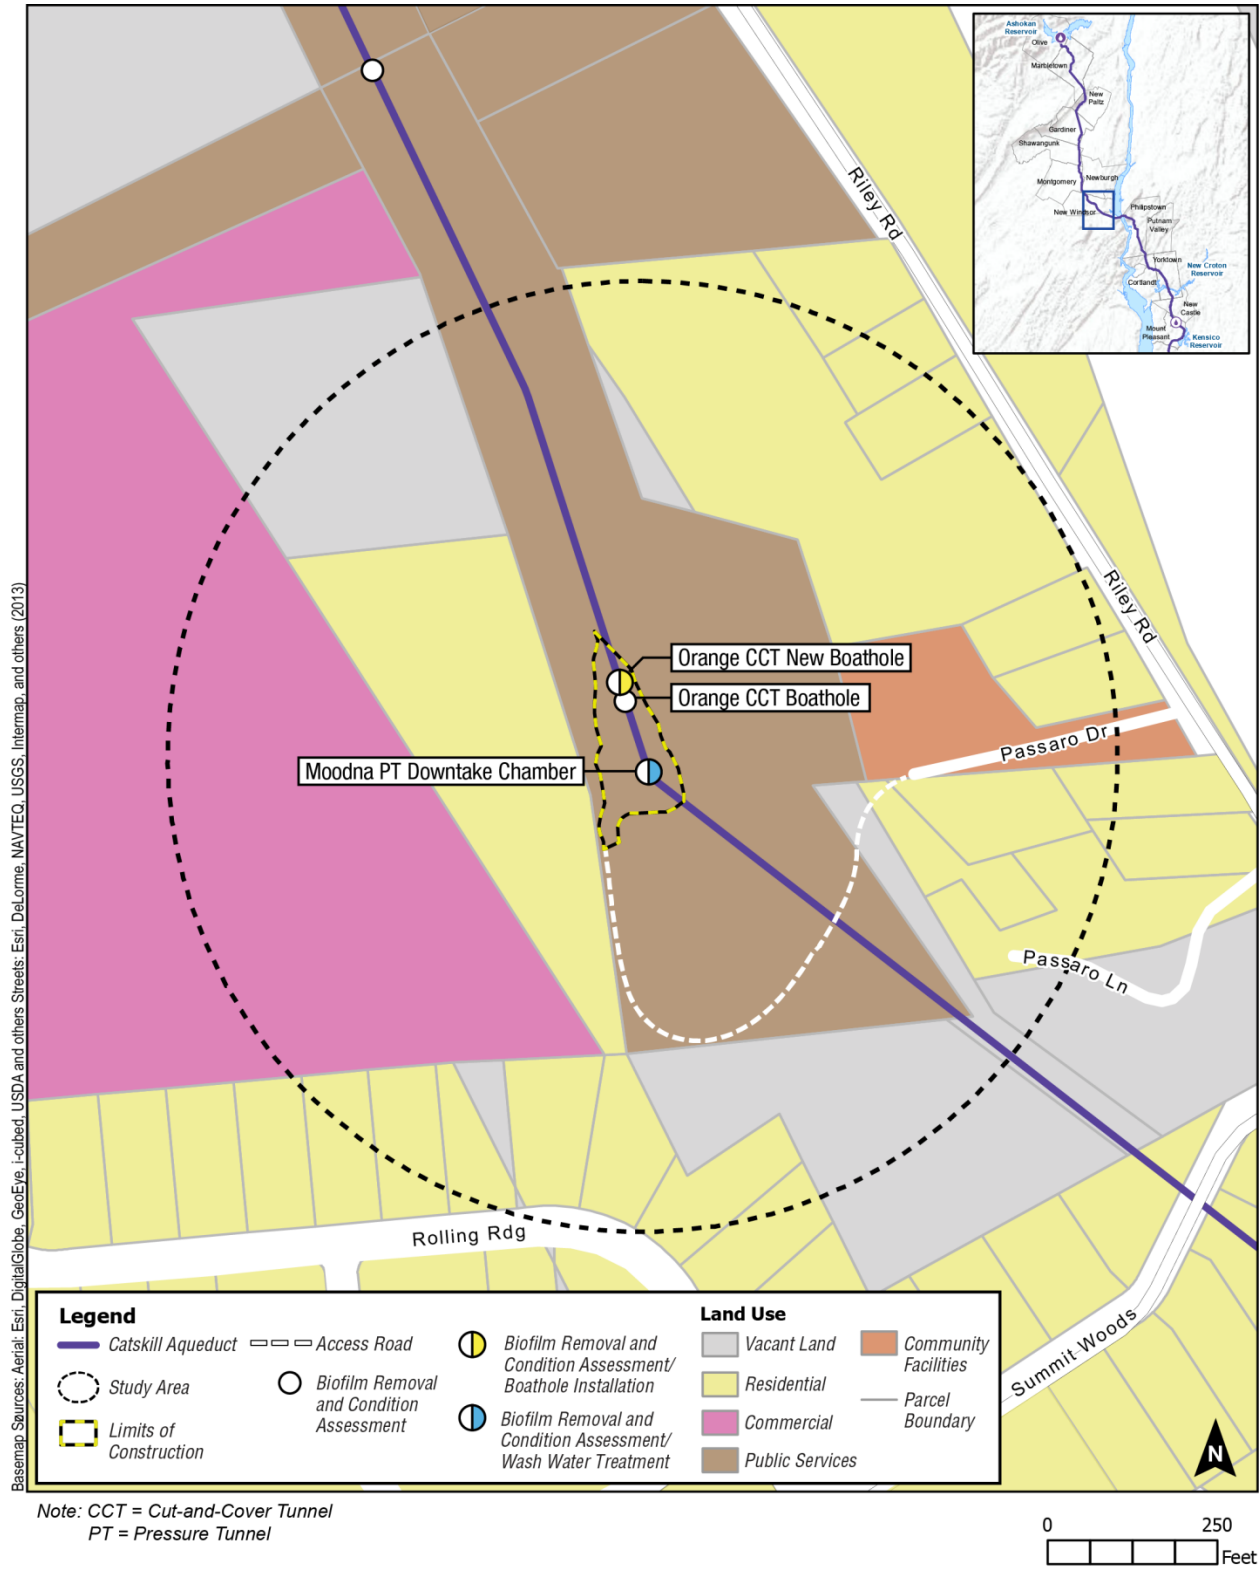 Ashokan
Reservoir
Olive
Marbletown
New
Paltz
Gardiner
Shawangunk
Montgomery
Newburgh
New Windsor
Philipstown
Putnam
Valley
Yorktown
New Croton
Reservoir
Cortlandt
New
Castle
Mount
Pleasant
Kensico
Reservoir
Riley Rd
Riley Rd
Orange CCT New Boathole
Orange CCT Boathole
Moodna PT Downtake Chamber
Passaro Dr
Passaro Ln
Rolling Rdg
Summit Woods
Basemap Sources: Aerial: Esri, DigitalGlobe, GeoEye, i-cubed, USDA and others Streets: Esri, DeLorme, NAVTEQ, USGS, Intermap, and others (2013)
Legend
Catskill Aqueduct
Study Area
Limits of
Construction
Access Road
Biofilm Removal
and Condition
Assessment
Biofilm Removal and
Condition Assessment/
Boathole Installation
Biofilm Removal and
Condition Assessment/
Wash Water Treatment
Land Use
Vacant Land
Residential
Commercial
Public Services
Community
Facilities
Parcel
Boundary
N
Note: CCT = Cut-and-Cover Tunnel
PT = Pressure Tunnel
0 250
Feet